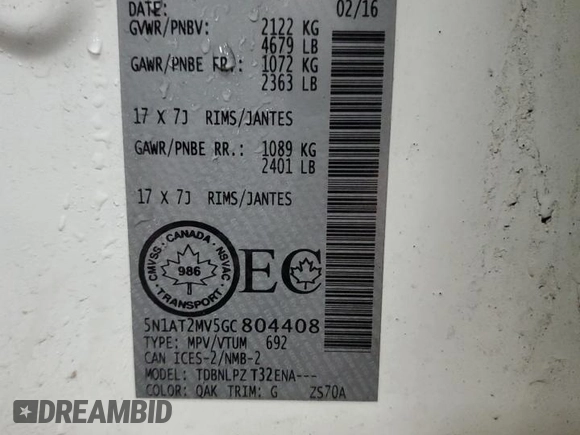 DATE: 02/16
GVWR/PNBV: 2122 KG
4679 LB
GAWR/PNBE FR.: 1072 KG
2363 LB
17 X 7J RIMS/JANTES
GAWR/PNBE RR.: 1089 KG
2401 LB
17 X 7J RIMS/JANTES
CMVSS · CANADA · NSVAC
986
TRANSPORT
EC
5N1AT2MV5GC804408
TYPE: MPV/VTUM 692
CAN ICES-2/NMB-2
MODEL: TDBNLPZ T32ENA---
COLOR: QAK TRIM: G ZS70A
DREAMBID